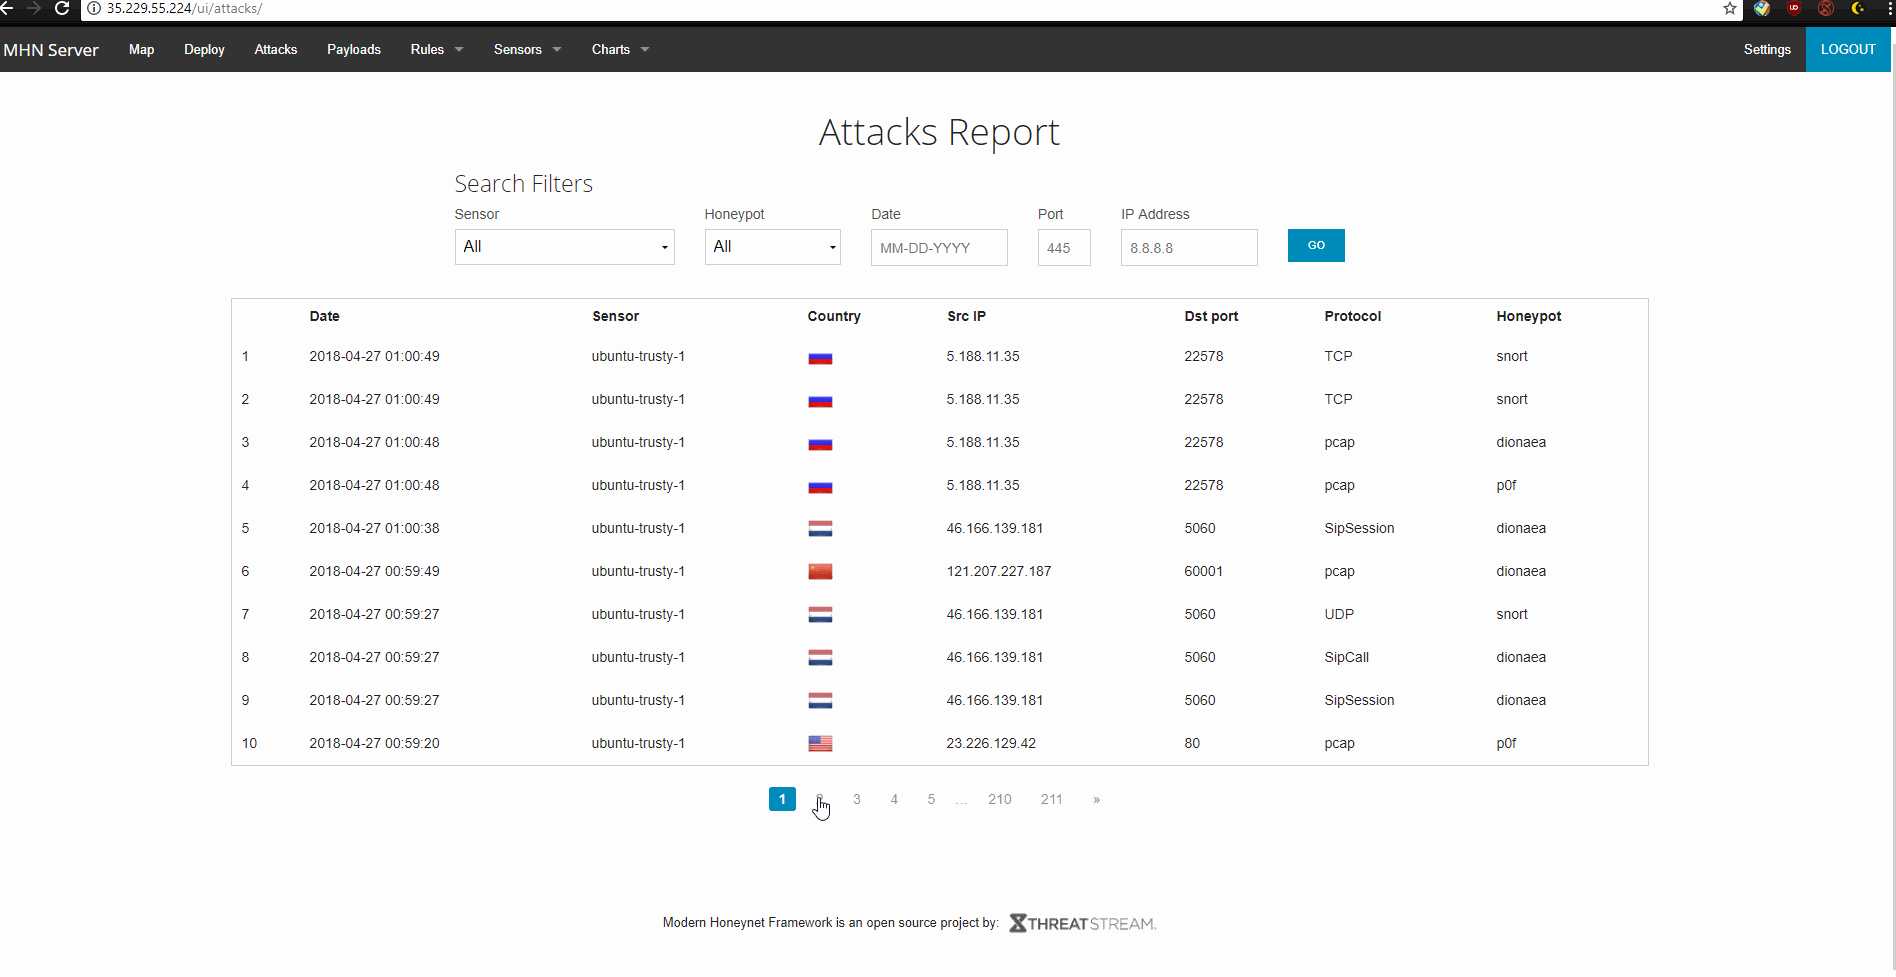 35.229.55.224/ui/attacks/
MHN Server Map Deploy Attacks Payloads Rules Sensors Charts Settings LOGOUT
Attacks Report
Search Filters
Sensor Honeypot Date Port IP Address
All All MM-DD-YYYY 445 8.8.8.8 GO
Date Sensor Country Src IP Dst port Protocol Honeypot
1 2018-04-27 01:00:49 ubuntu-trusty-1 5.188.11.35 22578 TCP snort
2 2018-04-27 01:00:49 ubuntu-trusty-1 5.188.11.35 22578 TCP snort
3 2018-04-27 01:00:48 ubuntu-trusty-1 5.188.11.35 22578 pcap dionaea
4 2018-04-27 01:00:48 ubuntu-trusty-1 5.188.11.35 22578 pcap p0f
5 2018-04-27 01:00:38 ubuntu-trusty-1 46.166.139.181 5060 SipSession dionaea
6 2018-04-27 00:59:49 ubuntu-trusty-1 121.207.227.187 60001 pcap dionaea
7 2018-04-27 00:59:27 ubuntu-trusty-1 46.166.139.181 5060 UDP snort
8 2018-04-27 00:59:27 ubuntu-trusty-1 46.166.139.181 5060 SipCall dionaea
9 2018-04-27 00:59:27 ubuntu-trusty-1 46.166.139.181 5060 SipSession dionaea
10 2018-04-27 00:59:20 ubuntu-trusty-1 23.226.129.42 80 pcap p0f
1 3 4 5 ... 210 211 »
Modern Honeynet Framework is an open source project by: THREATSTREAM.